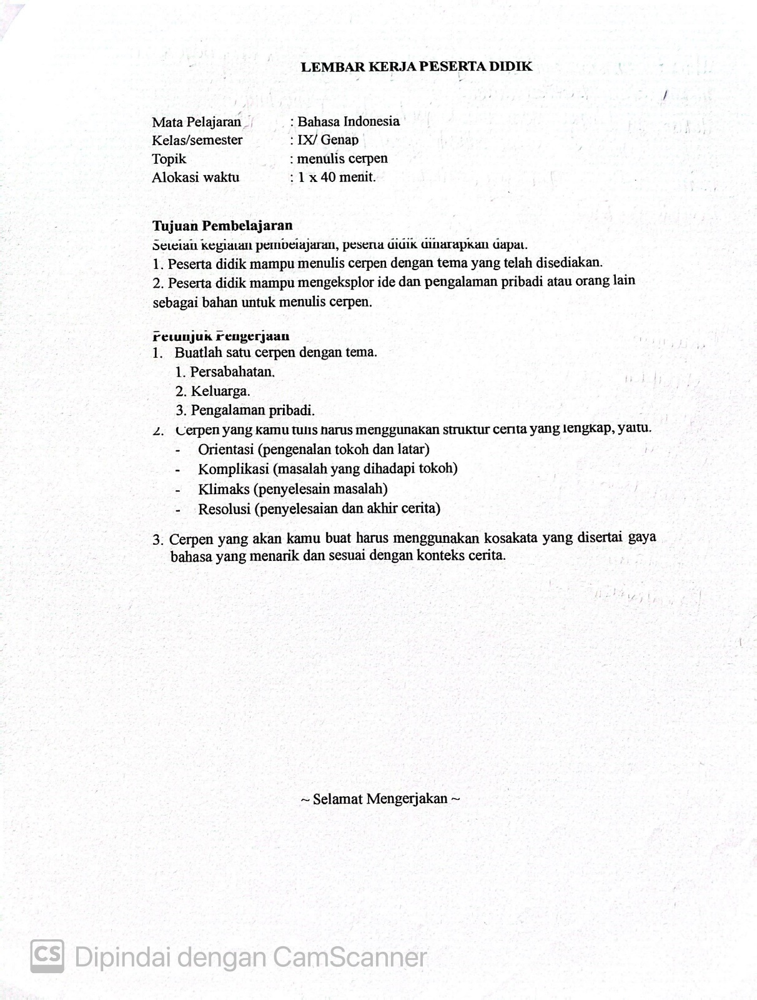 LEMBAR KERJA PESERTA DIDIK
Mata Pelajaran : Bahasa Indonesia
Kelas/semester : IX/ Genap
Topik : menulis cerpen
Alokasi waktu : 1 x 40 menit.
Tujuan Pembelajaran
Setelah kegiatan pembelajaran, peserta didik diharapkan dapat.
1. Peserta didik mampu menulis cerpen dengan tema yang telah disediakan.
2. Peserta didik mampu mengeksplor ide dan pengalaman pribadi atau orang lain
sebagai bahan untuk menulis cerpen.
Petunjuk Pengerjaan
1. Buatlah satu cerpen dengan tema.
1. Persabahatan.
2. Keluarga.
3. Pengalaman pribadi.
2. Cerpen yang kamu tulis harus menggunakan struktur cerita yang lengkap, yaitu.
- Orientasi (pengenalan tokoh dan latar)
- Komplikasi (masalah yang dihadapi tokoh)
- Klimaks (penyelesain masalah)
- Resolusi (penyelesaian dan akhir cerita)
3. Cerpen yang akan kamu buat harus menggunakan kosakata yang disertai gaya
bahasa yang menarik dan sesuai dengan konteks cerita.
~ Selamat Mengerjakan ~
CS Dipindai dengan CamScanner